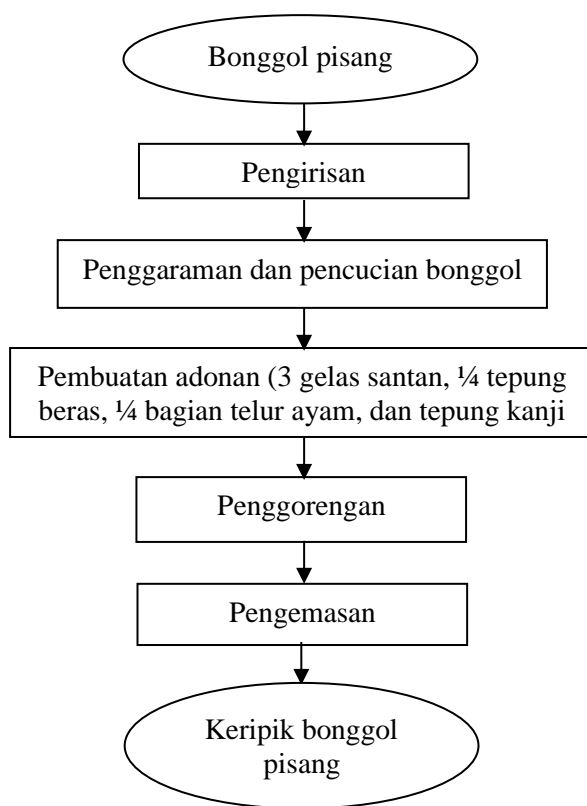 Bonggol pisang
Pengirisan
Penggaraman dan pencucian bonggol
Pembuatan adonan (3 gelas santan, ¼ tepung
beras, ¼ bagian telur ayam, dan tepung kanji
Penggorengan
Pengemasan
Keripik bonggol
pisang